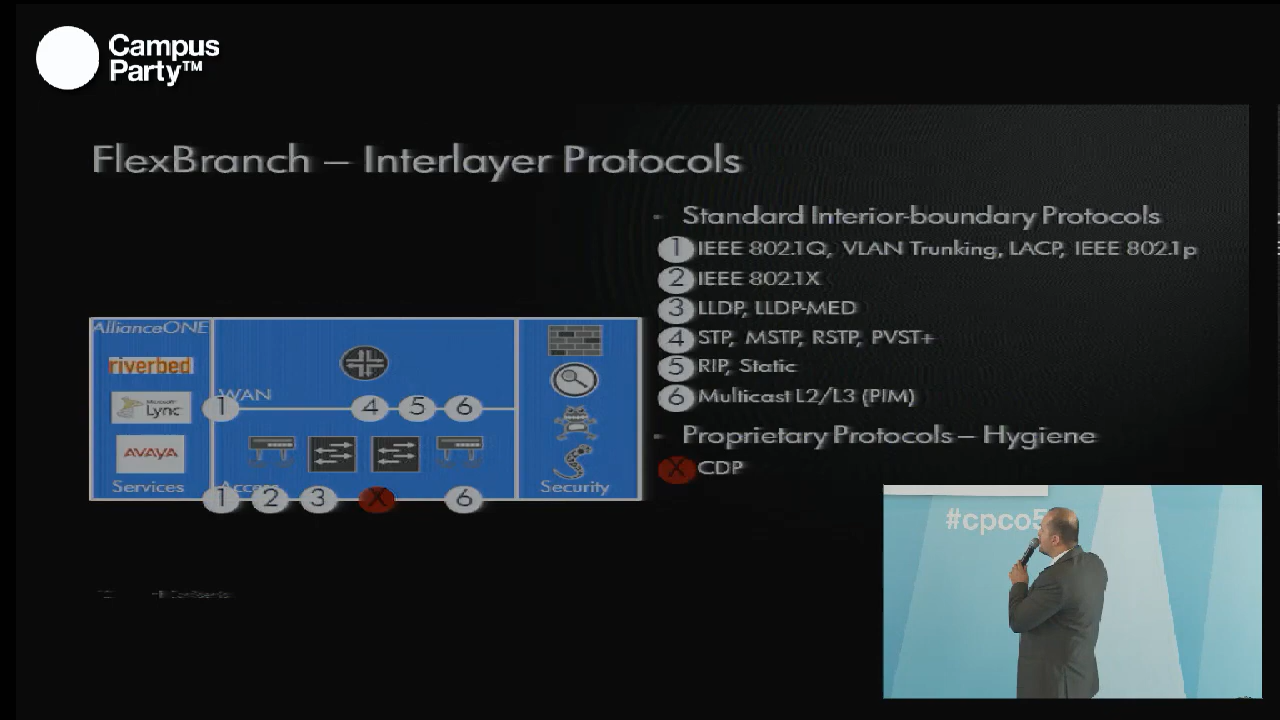 Campus
Party™
FlexBranch – Interlayer Protocols
- Standard Interior-boundary Protocols
1 IEEE 802.1Q, VLAN Trunking, LACP, IEEE 802.1p
2 IEEE 802.1X
3 LLDP, LLDP-MED
4 STP, MSTP, RSTP, PVST+
5 RIP, Static
6 Multicast L2/L3 (PIM)
- Proprietary Protocols – Hygiene
X CDP
AllianceONE
riverbed
Microsoft
Lync
AVAYA
Services
WAN
1 4 5 6
Access
1 2 3 X 6
Security
#cpco5
Confidential